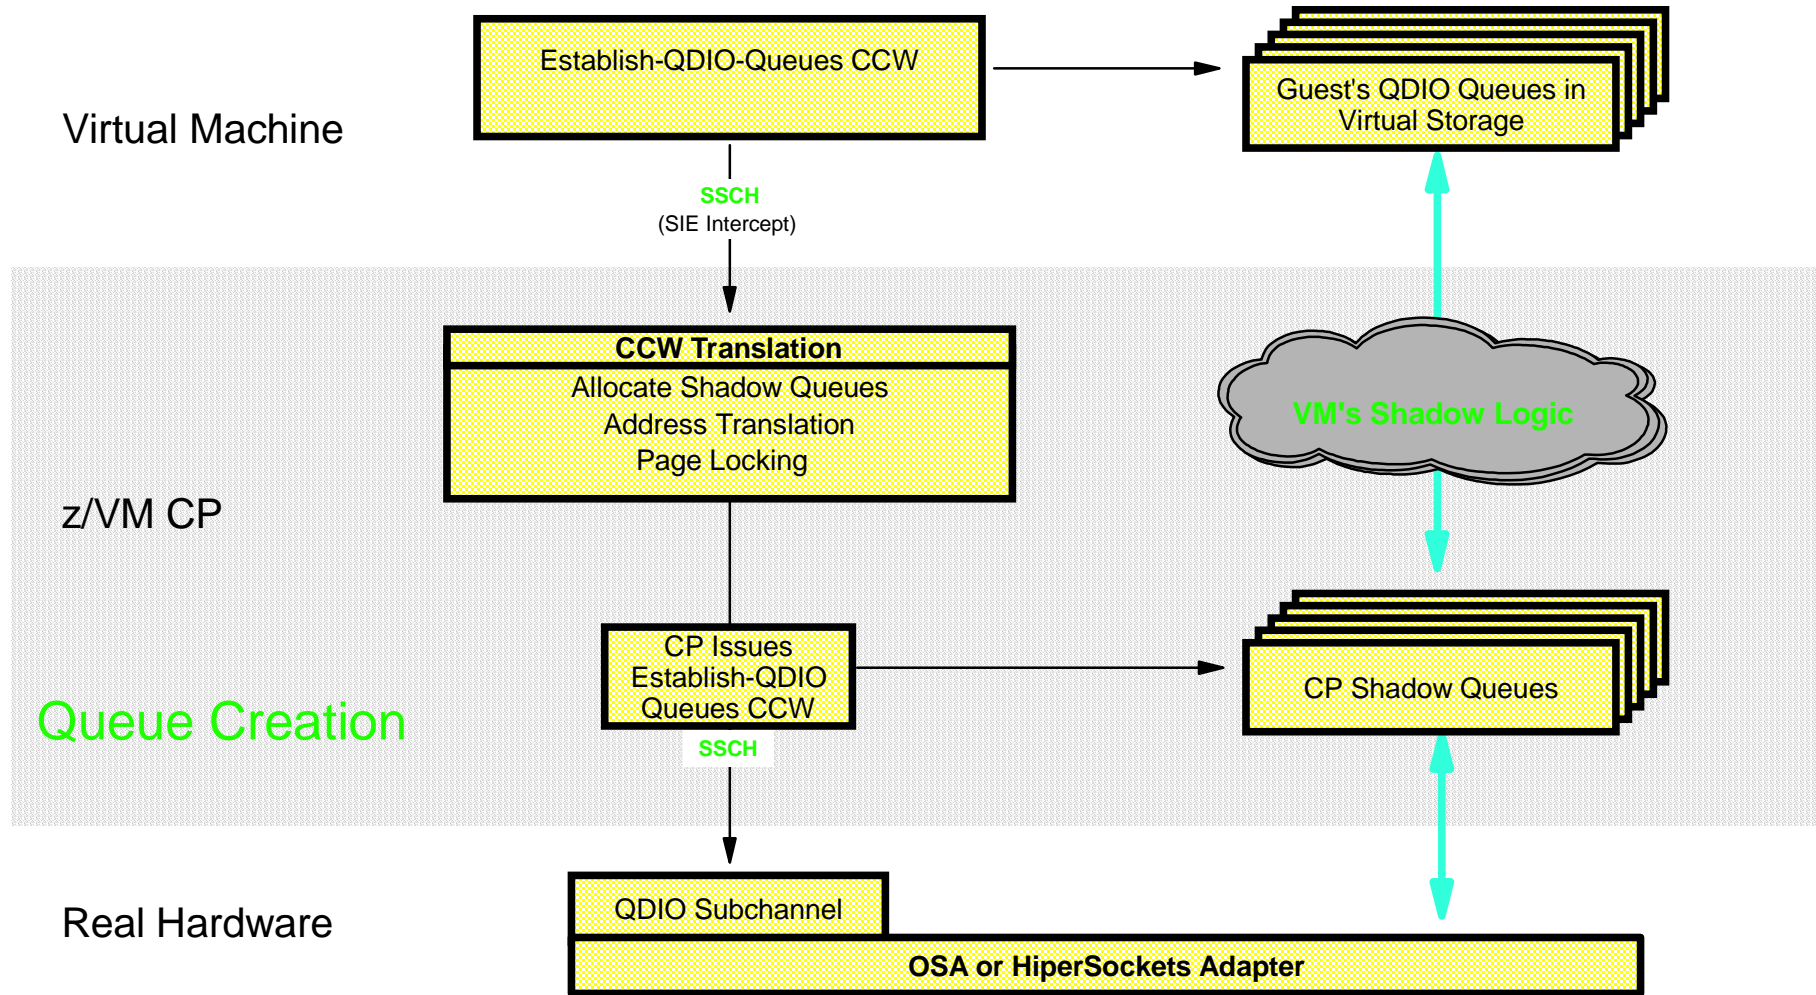 Establish-QDIO-Queues CCW
Guest's QDIO Queues in
Virtual Storage
Virtual Machine
SSCH
(SIE Intercept)
CCW Translation
Allocate Shadow Queues
Address Translation
Page Locking
VM's Shadow Logic
z/VM CP
CP Issues
Establish-QDIO
Queues CCW
CP Shadow Queues
Queue Creation
SSCH
QDIO Subchannel
Real Hardware
OSA or HiperSockets Adapter